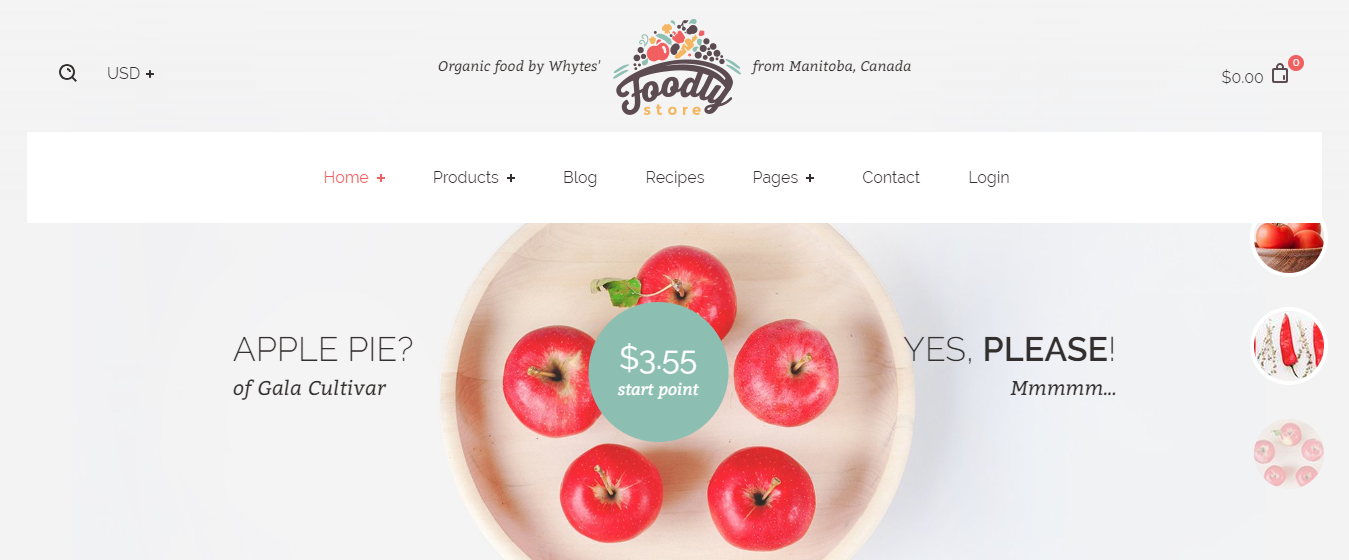 USD +
Organic food by Whytes'
Foodly
store
from Manitoba, Canada
$0.00
0
Home +
Products +
Blog
Recipes
Pages +
Contact
Login
APPLE PIE?
of Gala Cultivar
$3.55
start point
YES, PLEASE!
Mmmmm...